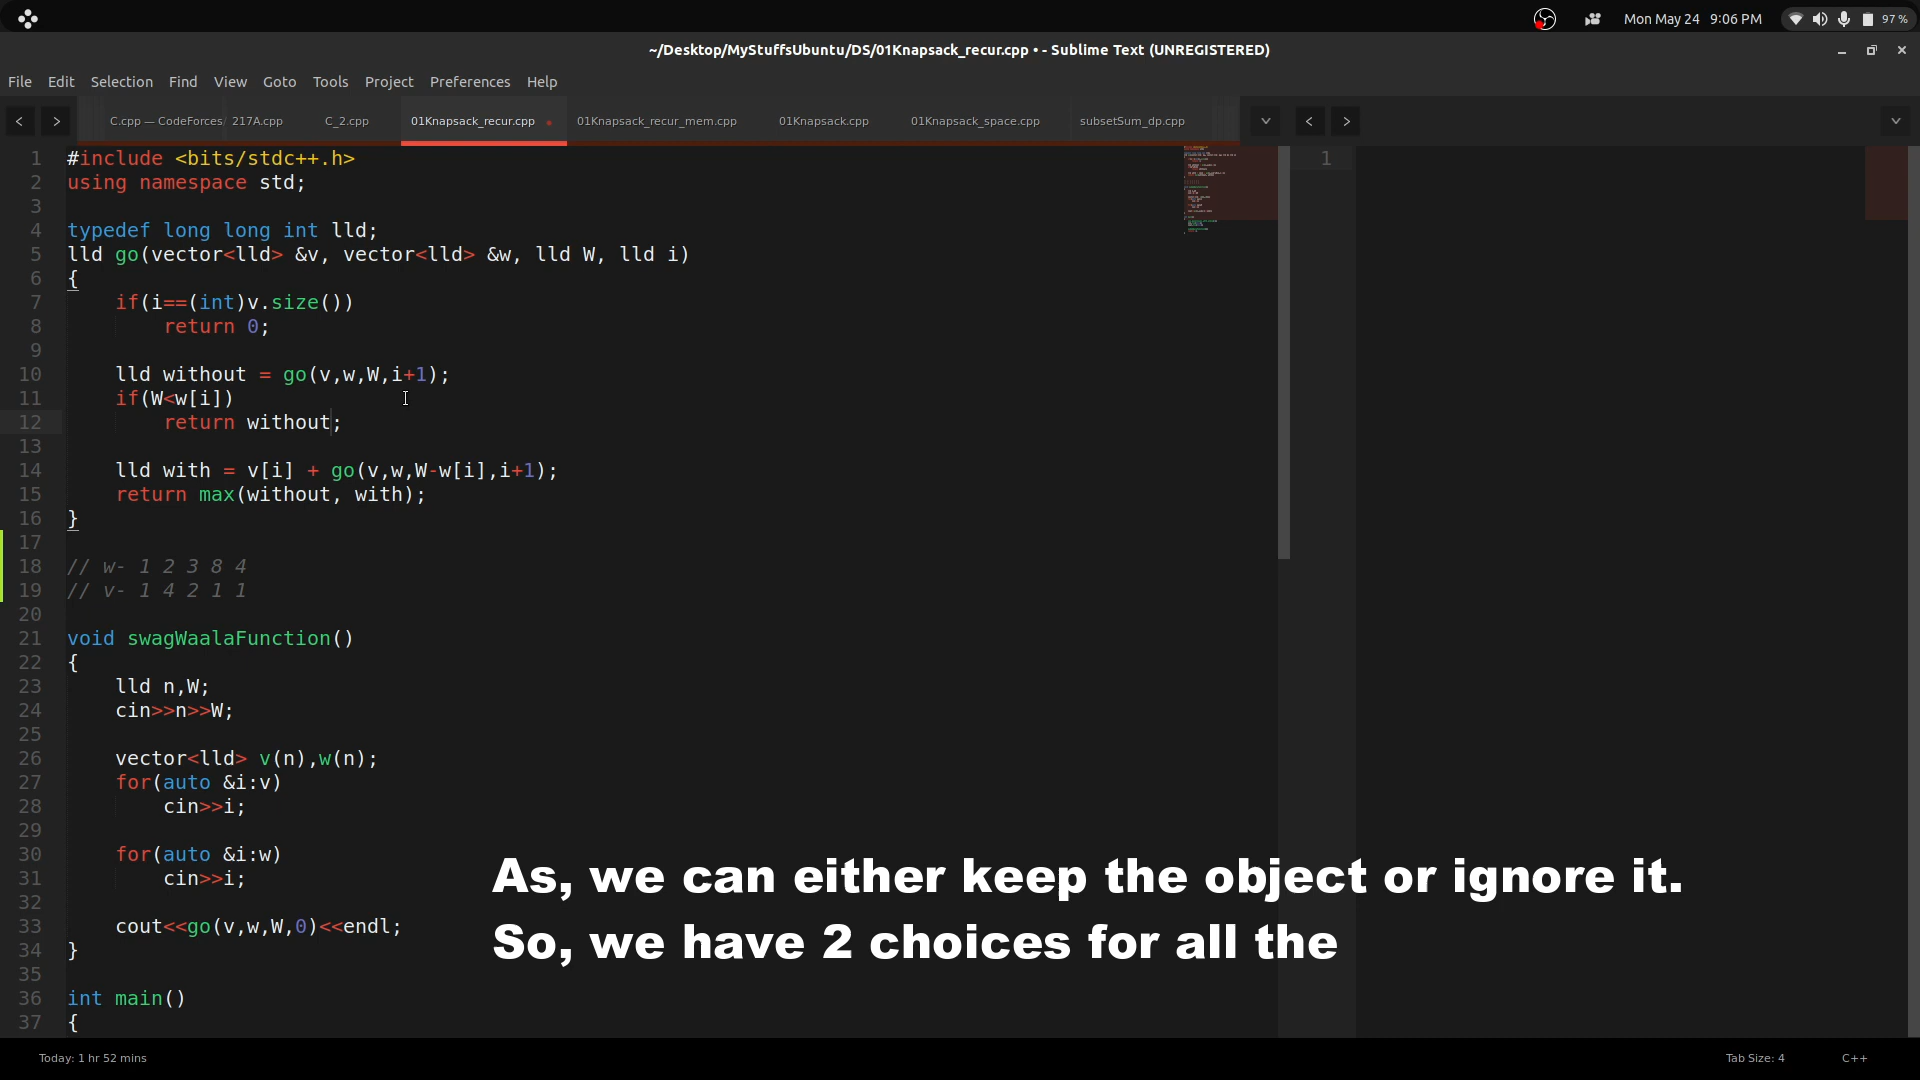 Mon May 24 9:06 PM
97 %
~/Desktop/MyStuffsUbuntu/DS/01Knapsack_recur.cpp • - Sublime Text (UNREGISTERED)
File Edit Selection Find View Goto Tools Project Preferences Help
C.cpp — CodeForces 217A.cpp C_2.cpp 01Knapsack_recur.cpp 01Knapsack_recur_mem.cpp 01Knapsack.cpp 01Knapsack_space.cpp subsetSum_dp.cpp
1 #include <bits/stdc++.h>
2 using namespace std;
3
4 typedef long long int lld;
5 lld go(vector<lld> &v, vector<lld> &w, lld W, lld i)
6 {
7 if(i==(int)v.size())
8 return 0;
9
10 lld without = go(v,w,W,i+1);
11 if(W<w[i])
12 return without;
13
14 lld with = v[i] + go(v,w,W-w[i],i+1);
15 return max(without, with);
16 }
17
18 // w- 1 2 3 8 4
19 // v- 1 4 2 1 1
20
21 void swagWaalaFunction()
22 {
23 lld n,W;
24 cin>>n>>W;
25
26 vector<lld> v(n),w(n);
27 for(auto &i:v)
28 cin>>i;
29
30 for(auto &i:w)
31 cin>>i;
32
33 cout<<go(v,w,W,0)<<endl;
34 }
35
36 int main()
37 {
1
As, we can either keep the object or ignore it.
So, we have 2 choices for all the
Today: 1 hr 52 mins
Tab Size: 4
C++